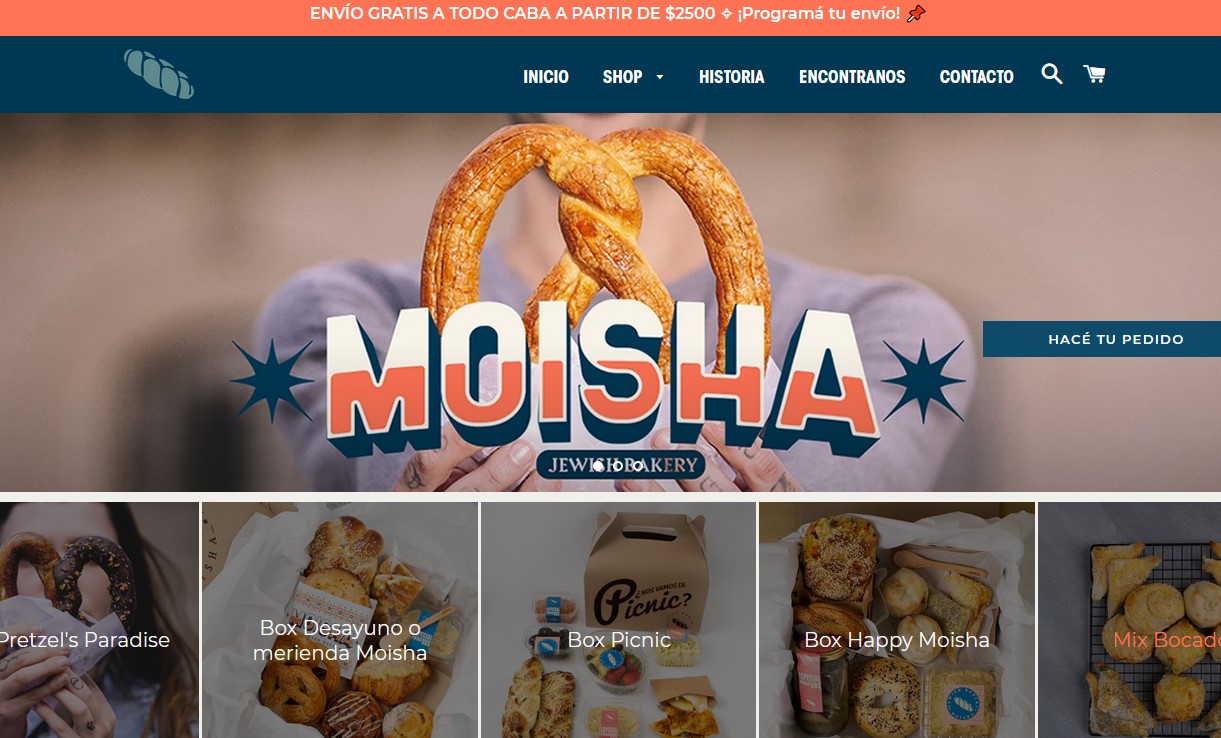 ENVÍO GRATIS A TODO CABA A PARTIR DE $2500 ✧ ¡Programá tu envío! 📌
INICIO SHOP HISTORIA ENCONTRANOS CONTACTO
MOISHA
HACÉ TU PEDIDO
JEWISH BAKERY
Pretzel's Paradise
Box Desayuno o
merienda Moisha
¿NOS VAMOS DE
Picnic?
Box Picnic
Box Happy Moisha
Mix